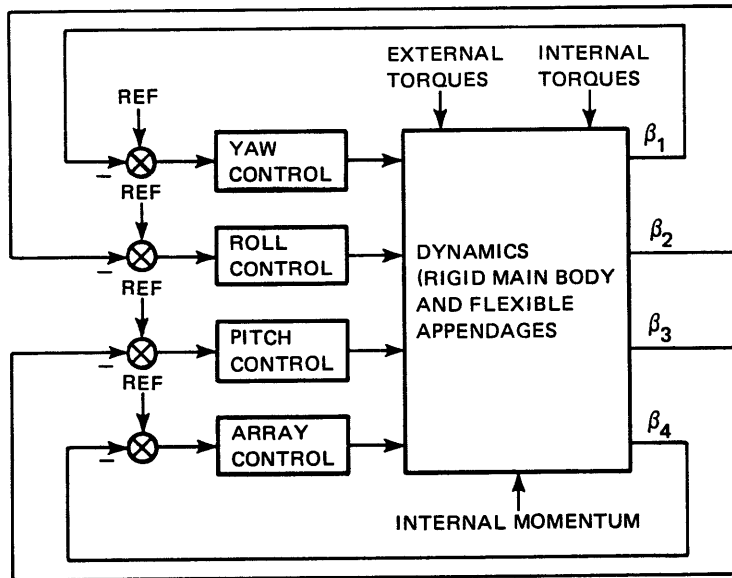 EXTERNAL
TORQUES
INTERNAL
TORQUES
REF
β1
YAW
CONTROL
–
REF
β2
ROLL
CONTROL
–
DYNAMICS
(RIGID MAIN BODY
AND FLEXIBLE
APPENDAGES
REF
β3
PITCH
CONTROL
–
REF
β4
ARRAY
CONTROL
–
INTERNAL MOMENTUM